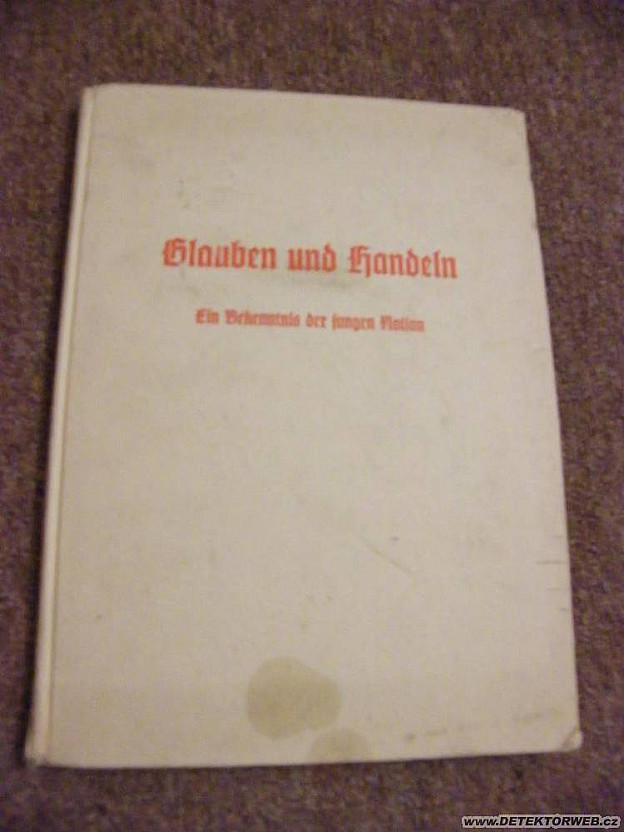 Glauben und Handeln
Ein Bekenntnis der jungen Nation
www.DETEKTORWEB.cz